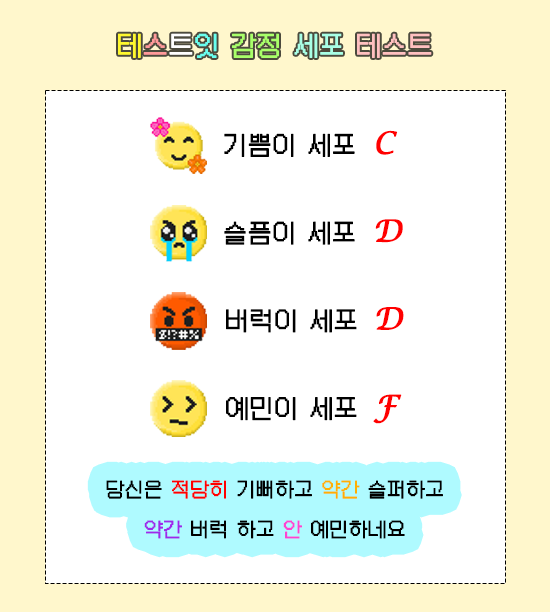 테스트잇 감정 세포 테스트
기쁨이 세포 C
슬픔이 세포 D
버럭이 세포 D
$!?#%
예민이 세포 F
당신은 적당히 기뻐하고 약간 슬퍼하고
약간 버럭 하고 안 예민하네요